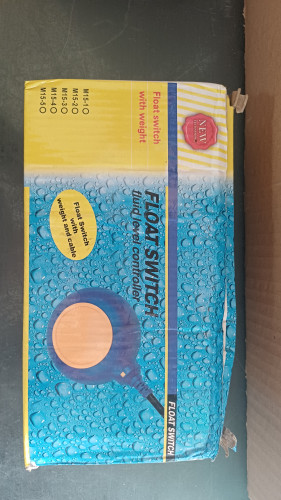 NEW
Float switch
with weight
M15-1
M15-2
M15-3
M15-4
M15-5
FLOAT SWITCH
fluid level controller
Float Switch
with
weight and cable
FLOAT SWITCH